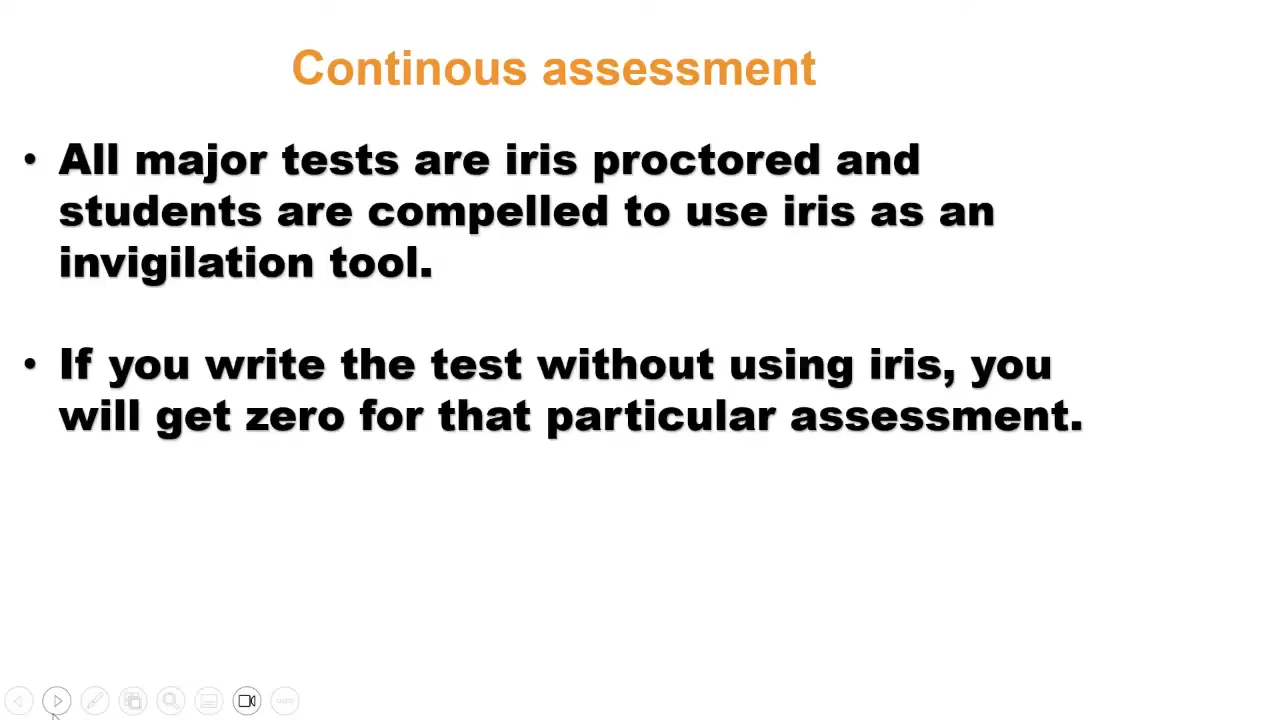 Continous assessment
• All major tests are iris proctored and
students are compelled to use iris as an
invigilation tool.
• If you write the test without using iris, you
will get zero for that particular assessment.